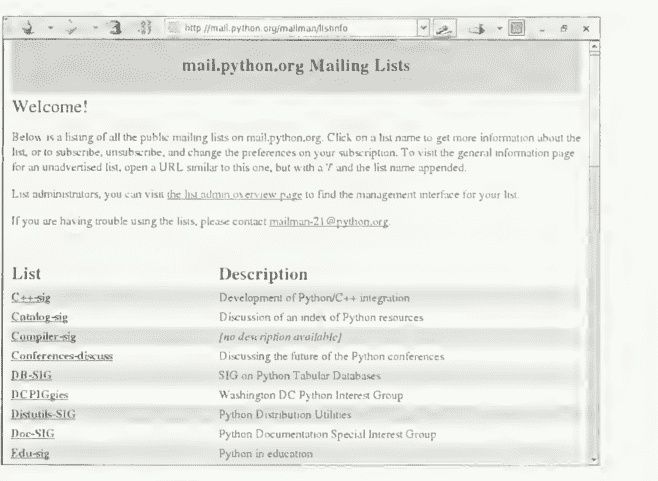 http://mail.python.org/mailman/listinfo
mail.python.org Mailing Lists
Welcome!
Below is a listing of all the public mailing lists on mail.python.org. Click on a list name to get more information about the
list, or to subscribe, unsubscribe, and change the preferences on your subscription. To visit the general information page
for an unadvertised list, open a URL similar to this one, but with a '/' and the list name appended.
List administrators, you can visit the list admin overview page to find the management interface for your list.
If you are having trouble using the lists, please contact mailman-21@python.org.
List Description
C++-sig Development of Python/C++ integration
Catalog-sig Discussion of an index of Python resources
Compiler-sig [no description available]
Conferences-discuss Discussing the future of the Python conferences
DB-SIG SIG on Python Tabular Databases
DCPIGgies Washington DC Python Interest Group
Distutils-SIG Python Distribution Utilities
Doc-SIG Python Documentation Special Interest Group
Edu-sig Python in education